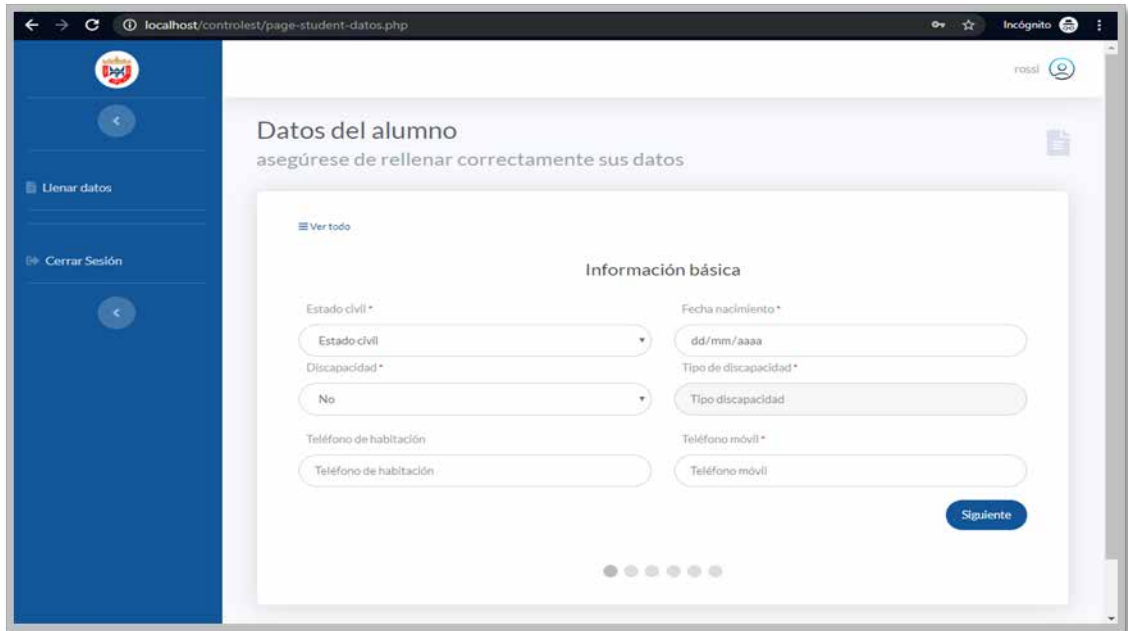 localhost/controlest/page-student-datos.php
Incógnito
rossi
Datos del alumno
asegúrese de rellenar correctamente sus datos
Llenar datos
Ver todo
Cerrar Sesión
Información básica
Estado civil * Fecha nacimiento *
Estado civil dd/mm/aaaa
Discapacidad * Tipo de discapacidad *
No Tipo discapacidad
Teléfono de habitación Teléfono móvil *
Teléfono de habitación Teléfono móvil
Siguiente